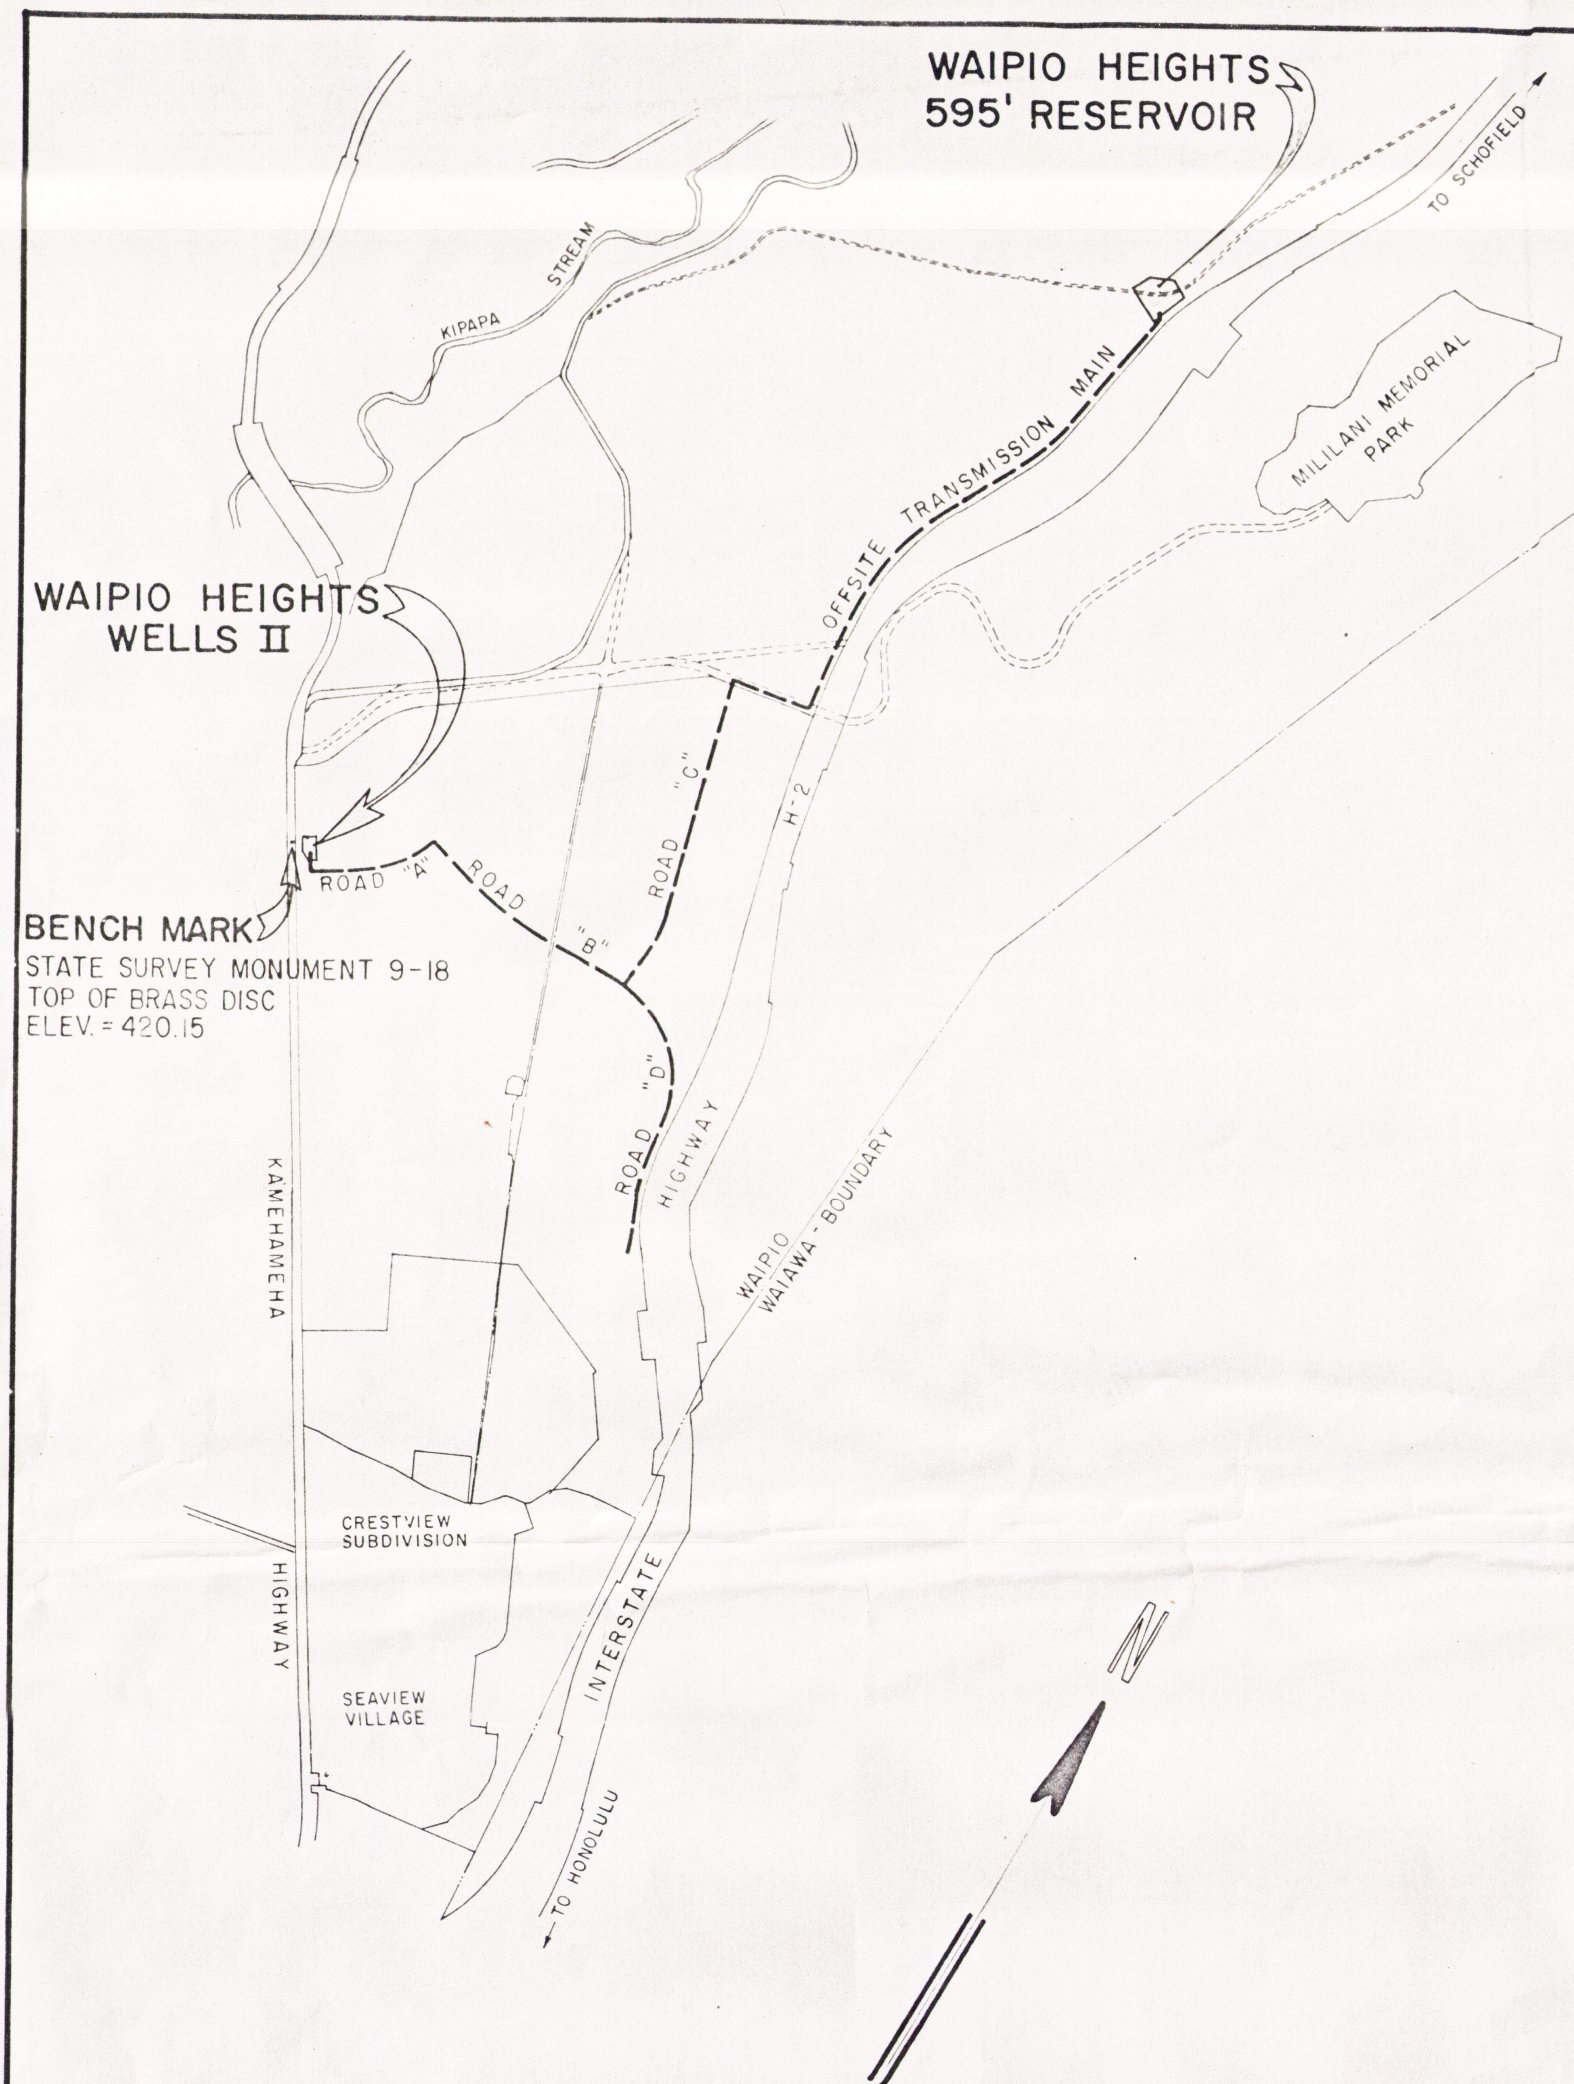 WAIPIO HEIGHTS
595' RESERVOIR
TO SCHOFIELD
STREAM
KIPAPA
MILILANI MEMORIAL
PARK
OFFSITE TRANSMISSION MAIN
WAIPIO HEIGHTS
WELLS II
ROAD "C"
H-2
ROAD "A"
ROAD "B"
BENCH MARK
STATE SURVEY MONUMENT 9-18
TOP OF BRASS DISC
ELEV. = 420.15
ROAD "D"
HIGHWAY
KAMEHAMEHA
WAIPIO
WAIAWA - BOUNDARY
CRESTVIEW
SUBDIVISION
HIGHWAY
INTERSTATE
SEAVIEW
VILLAGE
TO HONOLULU
N